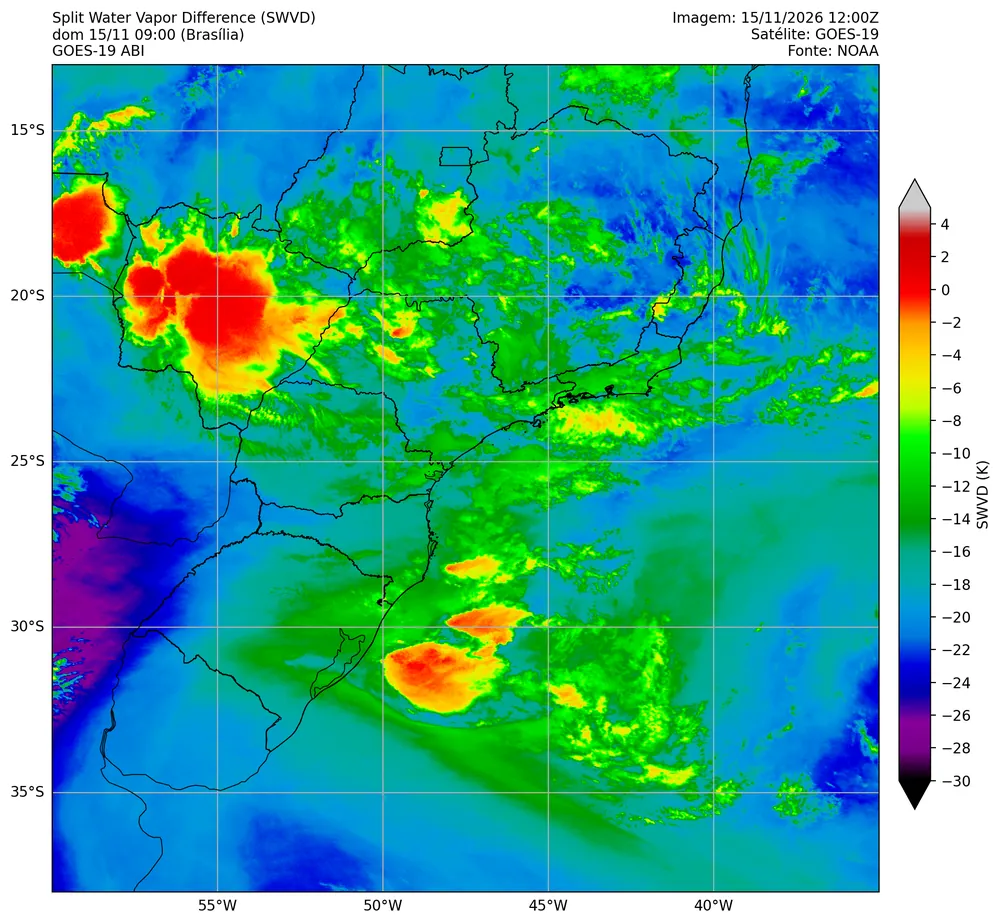 Split Water Vapor Difference (SWVD)
dom 15/11 09:00 (Brasília)
GOES-19 ABI
Imagem: 15/11/2026 12:00Z
Satélite: GOES-19
Fonte: NOAA
15°S
20°S
25°S
30°S
35°S
55°W
50°W
45°W
40°W
4
2
0
−2
−4
−6
−8
−10
−12
−14
−16
−18
−20
−22
−24
−26
−28
−30
SWVD (K)